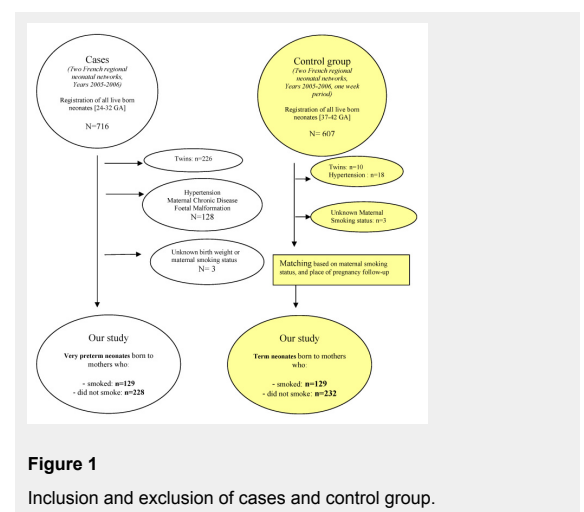 Cases
(Two French regional
neonatal networks,
Years 2005-2006)
Registration of all live born
neonates [24-32 GA]
N=716
Twins: n=226
Hypertension
Maternal Chronic Disease
Foetal Malformation
N=128
Unknown birth weight or
maternal smoking status
N= 3
Our study
Very preterm neonates born to
mothers who:
- smoked: n=129
- did not smoke: n=228
Control group
(Two French regional
neonatal networks,
Years 2005-2006, one week
period)
Registration of all live born
neonates [37-42 GA]
N= 607
Twins: n=10
Hypertension : n=18
Unknown Maternal
Smoking status: n=3
Matching based on maternal smoking
status, and place of pregnancy follow-up
Our study
Term neonates born to mothers
who:
- smoked: n=129
- did not smoke: n=232
Figure 1
Inclusion and exclusion of cases and control group.